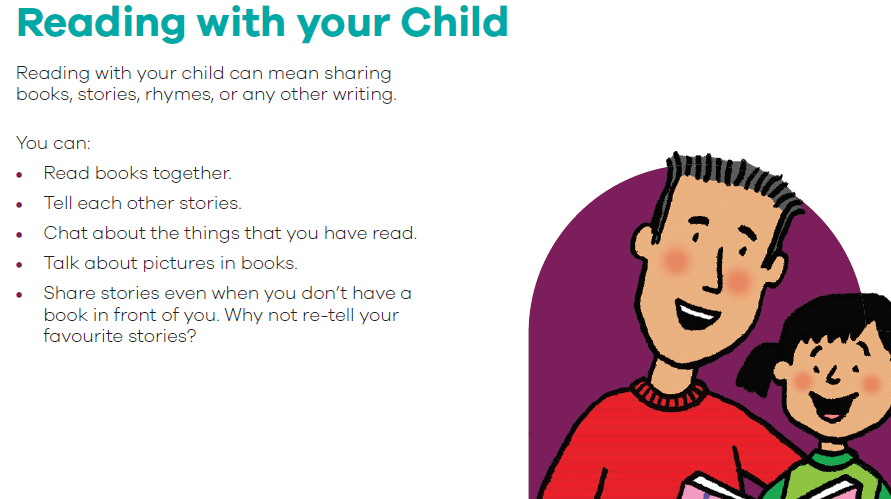 Reading with your Child
Reading with your child can mean sharing
books, stories, rhymes, or any other writing.
You can:
• Read books together.
• Tell each other stories.
• Chat about the things that you have read.
• Talk about pictures in books.
• Share stories even when you don’t have a
book in front of you. Why not re-tell your
favourite stories?